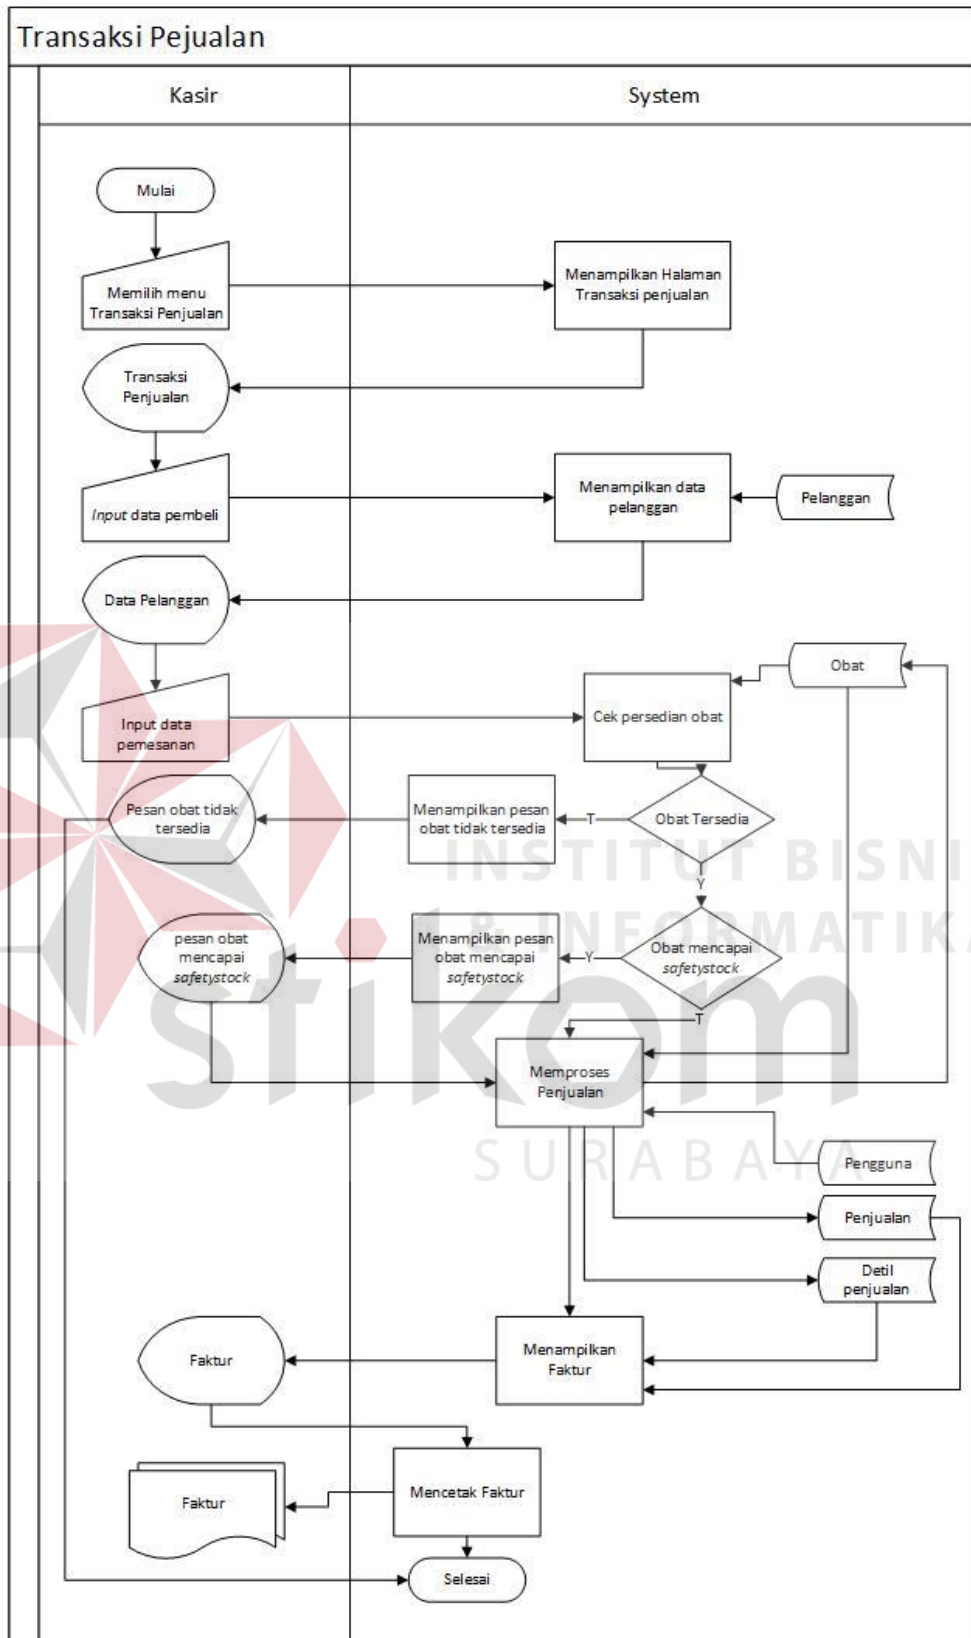 Transaksi Pejualan
Kasir
System
Mulai
Memilih menu
Transaksi Penjualan
Menampilkan Halaman
Transaksi penjualan
Transaksi
Penjualan
Input data pembeli
Menampilkan data
pelanggan
Pelanggan
Data Pelanggan
Obat
Input data
pemesanan
Cek persedian obat
Pesan obat tidak
tersedia
Menampilkan pesan
obat tidak tersedia
T
Obat Tersedia
INSTITUT BISNI
Y
& INFORMATIKA
pesan obat
mencapai
safetystock
Menampilkan pesan
obat mencapai
safetystock
Y
Obat mencapai
safetystock
stikom
T
Memproses
Penjualan
SURABAYA
Pengguna
Penjualan
Detil
penjualan
Faktur
Menampilkan
Faktur
Faktur
Mencetak Faktur
Selesai